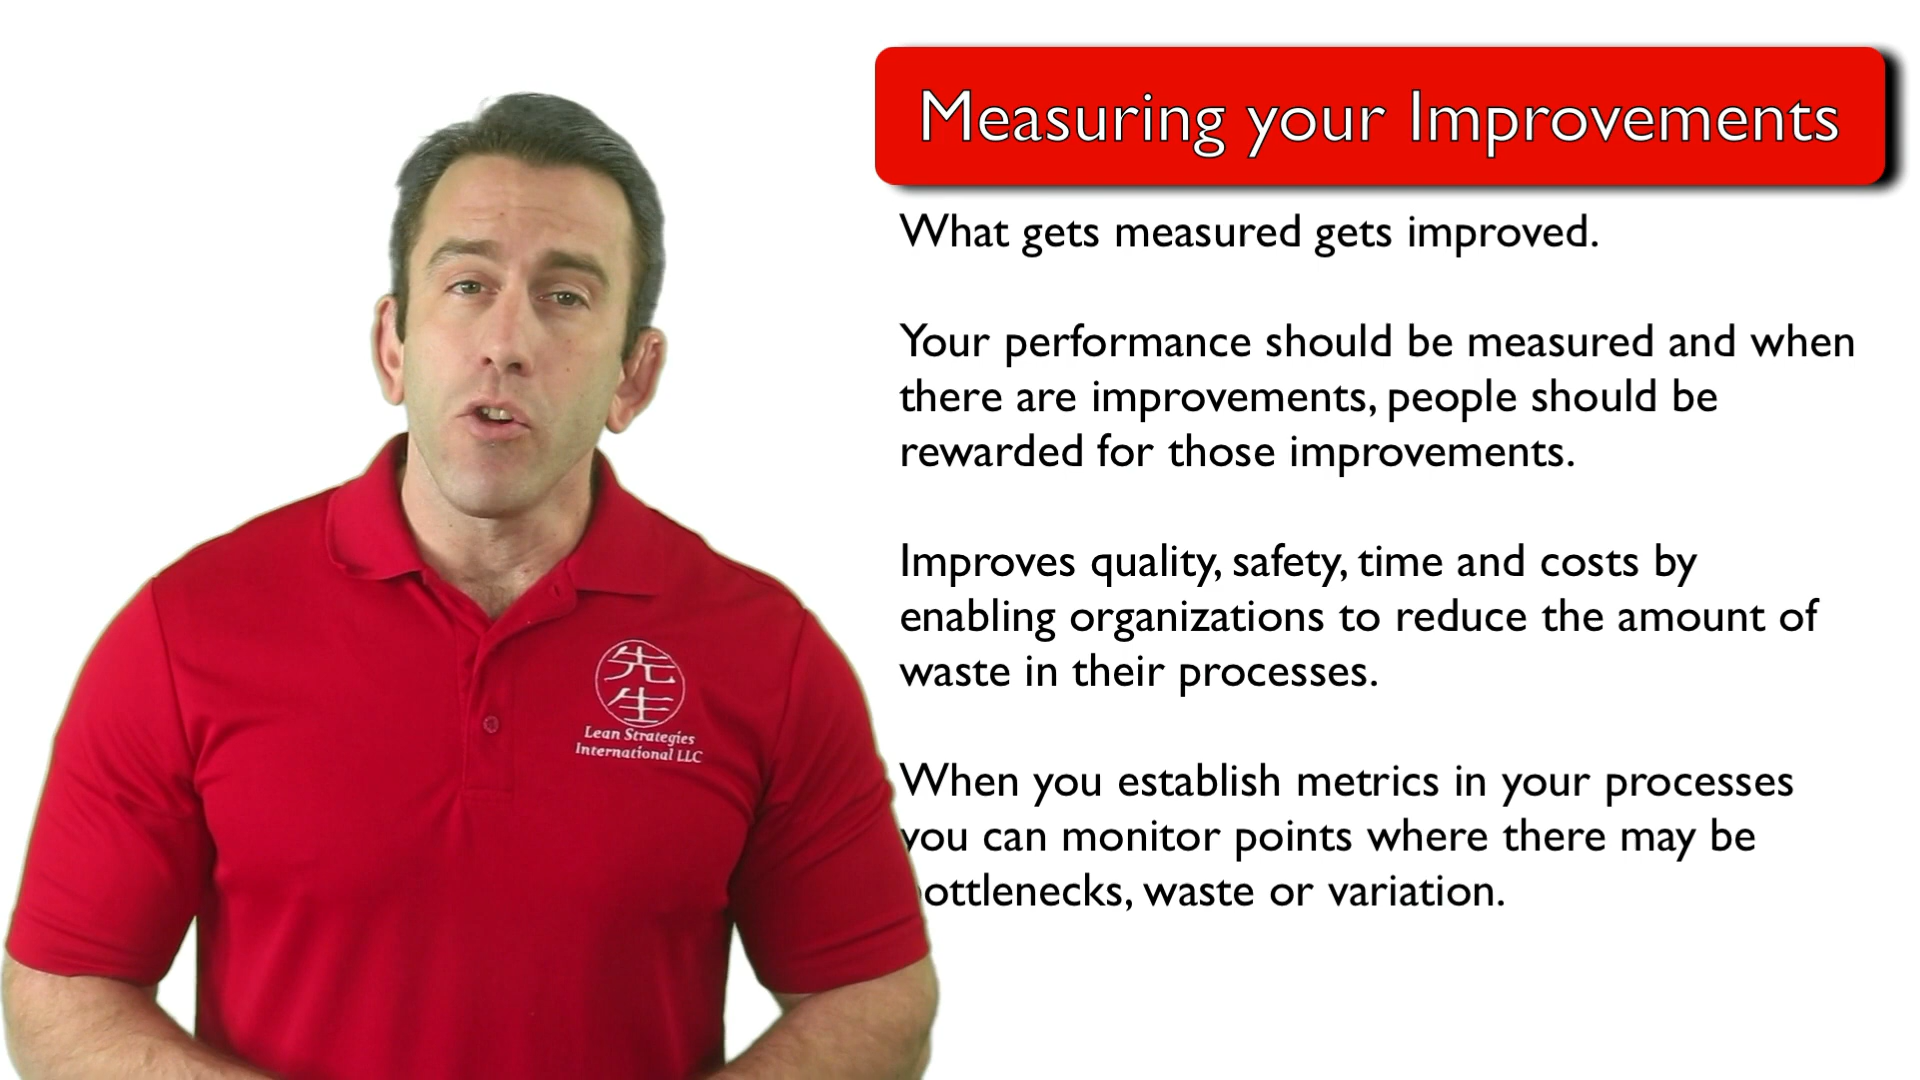 Measuring your Improvements
What gets measured gets improved.
Your performance should be measured and when
there are improvements, people should be
rewarded for those improvements.
Improves quality, safety, time and costs by
enabling organizations to reduce the amount of
waste in their processes.
When you establish metrics in your processes
you can monitor points where there may be
bottlenecks, waste or variation.
先
生
Lean Strategies
International LLC